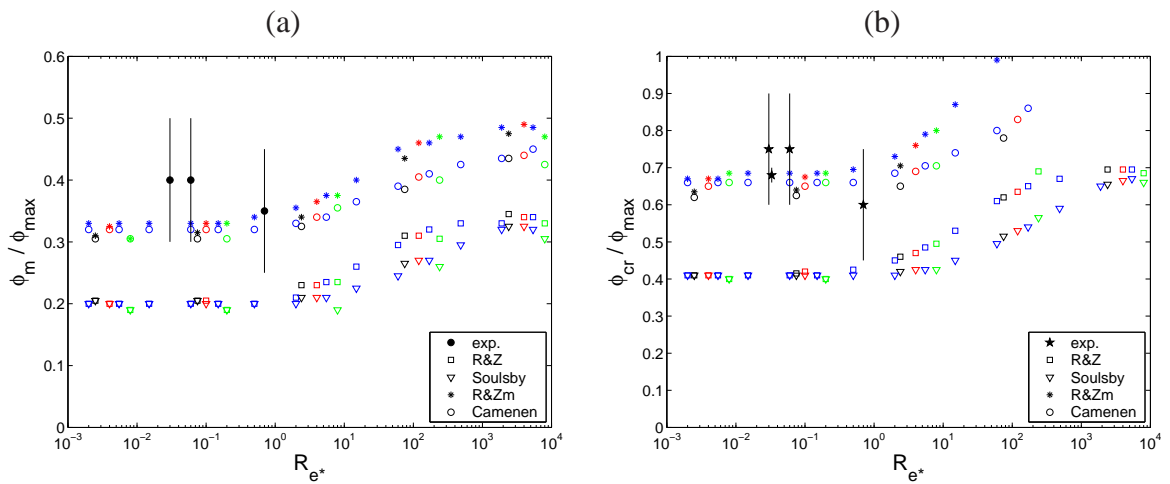 (a)
(b)
0.6
0.5
0.4
0.3
0.2
0.1
0
ϕm / ϕmax
10−3 10−2 10−1 100 101 102 103 104
Re*
exp.
R&Z
Soulsby
R&Zm
Camenen
1
0.9
0.8
0.7
0.6
0.5
0.4
0.3
0.2
0.1
0
ϕcr / ϕmax
10−3 10−2 10−1 100 101 102 103 104
Re*
exp.
R&Z
Soulsby
R&Zm
Camenen